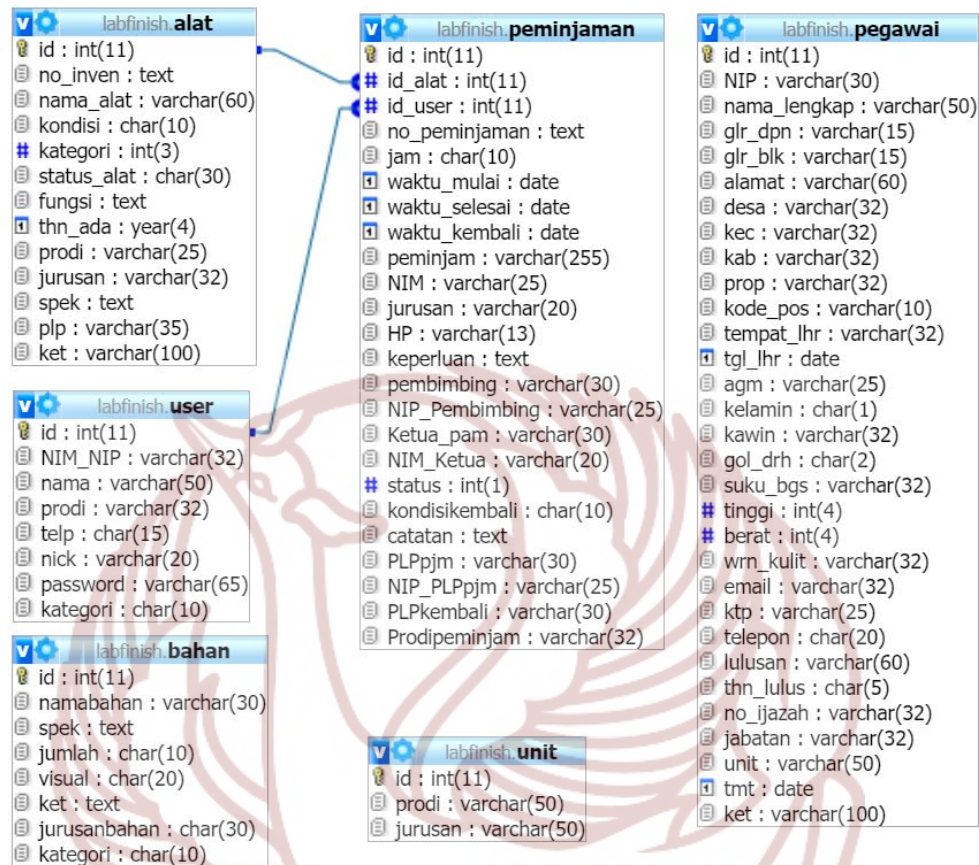 labfinish.alat
id : int(11)
no_inven : text
nama_alat : varchar(60)
kondisi : char(10)
kategori : int(3)
status_alat : char(30)
fungsi : text
thn_ada : year(4)
prodi : varchar(25)
jurusan : varchar(32)
spek : text
plp : varchar(35)
ket : varchar(100)
labfinish.user
id : int(11)
NIM_NIP : varchar(32)
nama : varchar(50)
prodi : varchar(32)
telp : char(15)
nick : varchar(20)
password : varchar(65)
kategori : char(10)
labfinish.bahan
id : int(11)
namabahan : varchar(30)
spek : text
jumlah : char(10)
visual : char(20)
ket : text
jurusanbahan : char(30)
kategori : char(10)
labfinish.peminjaman
id : int(11)
id_alat : int(11)
id_user : int(11)
no_peminjaman : text
jam : char(10)
waktu_mulai : date
waktu_selesai : date
waktu_kembali : date
peminjam : varchar(255)
NIM : varchar(25)
jurusan : varchar(20)
HP : varchar(13)
keperluan : text
pembimbing : varchar(30)
NIP_Pembimbing : varchar(25)
Ketua_pam : varchar(30)
NIM_Ketua : varchar(20)
status : int(1)
kondisikembali : char(10)
catatan : text
PLPpjm : varchar(30)
NIP_PLPpjm : varchar(25)
PLPkembali : varchar(30)
Prodipeminjam : varchar(32)
labfinish.unit
id : int(11)
prodi : varchar(50)
jurusan : varchar(50)
labfinish.pegawai
id : int(11)
NIP : varchar(30)
nama_lengkap : varchar(50)
glr_dpn : varchar(15)
glr_blk : varchar(15)
alamat : varchar(60)
desa : varchar(32)
kec : varchar(32)
kab : varchar(32)
prop : varchar(32)
kode_pos : varchar(10)
tempat_lhr : varchar(32)
tgl_lhr : date
agm : varchar(25)
kelamin : char(1)
kawin : varchar(32)
gol_drh : char(2)
suku_bgs : varchar(32)
tinggi : int(4)
berat : int(4)
wrn_kulit : varchar(32)
email : varchar(32)
ktp : varchar(25)
telepon : char(20)
lulusan : varchar(60)
thn_lulus : char(5)
no_ijazah : varchar(32)
jabatan : varchar(32)
unit : varchar(50)
tmt : date
ket : varchar(100)